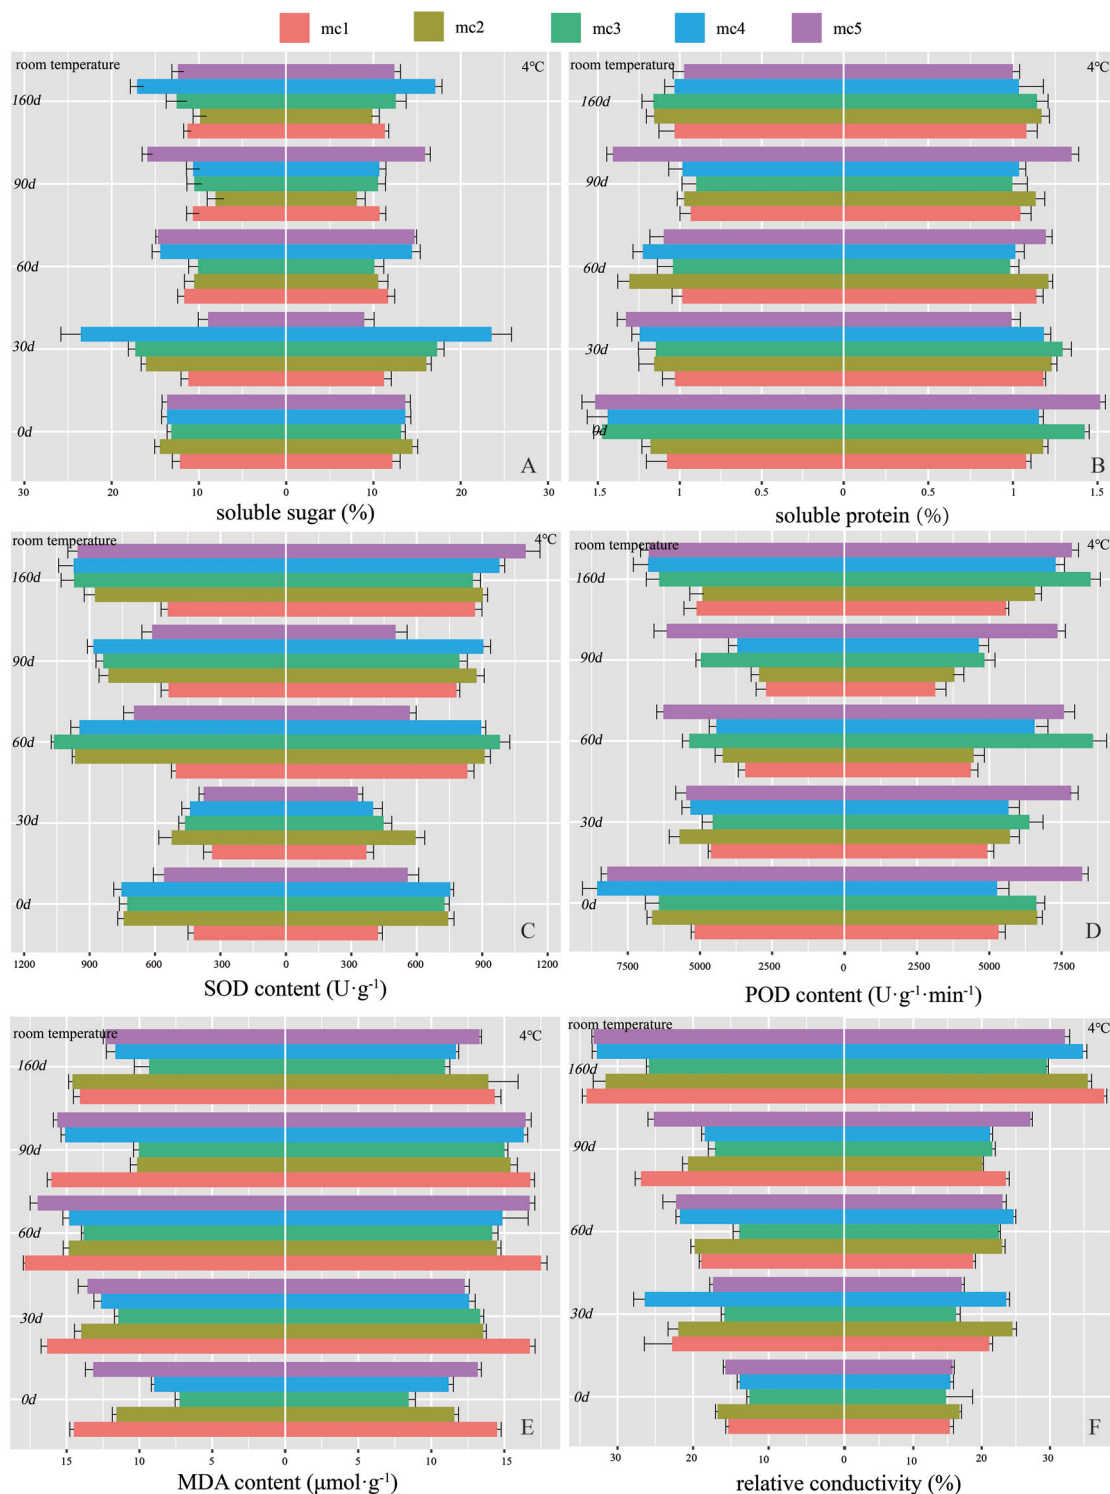 mc1 mc2 mc3 mc4 mc5
room temperature 4°C
160d
90d
60d
30d
0d
A
30 20 10 0 10 20 30
soluble sugar (%)
room temperature 4°C
160d
90d
60d
30d
0d
B
1.5 1 0.5 0 0.5 1 1.5
soluble protein (%)
room temperature 4°C
160d
90d
60d
30d
0d
C
1200 900 600 300 0 300 600 900 1200
SOD content (U·g⁻¹)
room temperature 4°C
160d
90d
60d
30d
0d
D
7500 5000 2500 0 2500 5000 7500
POD content (U·g⁻¹·min⁻¹)
room temperature 4°C
160d
90d
60d
30d
0d
E
15 10 5 0 5 10 15
MDA content (μmol·g⁻¹)
room temperature 4°C
160d
90d
60d
30d
0d
F
30 20 10 0 10 20 30
relative conductivity (%)